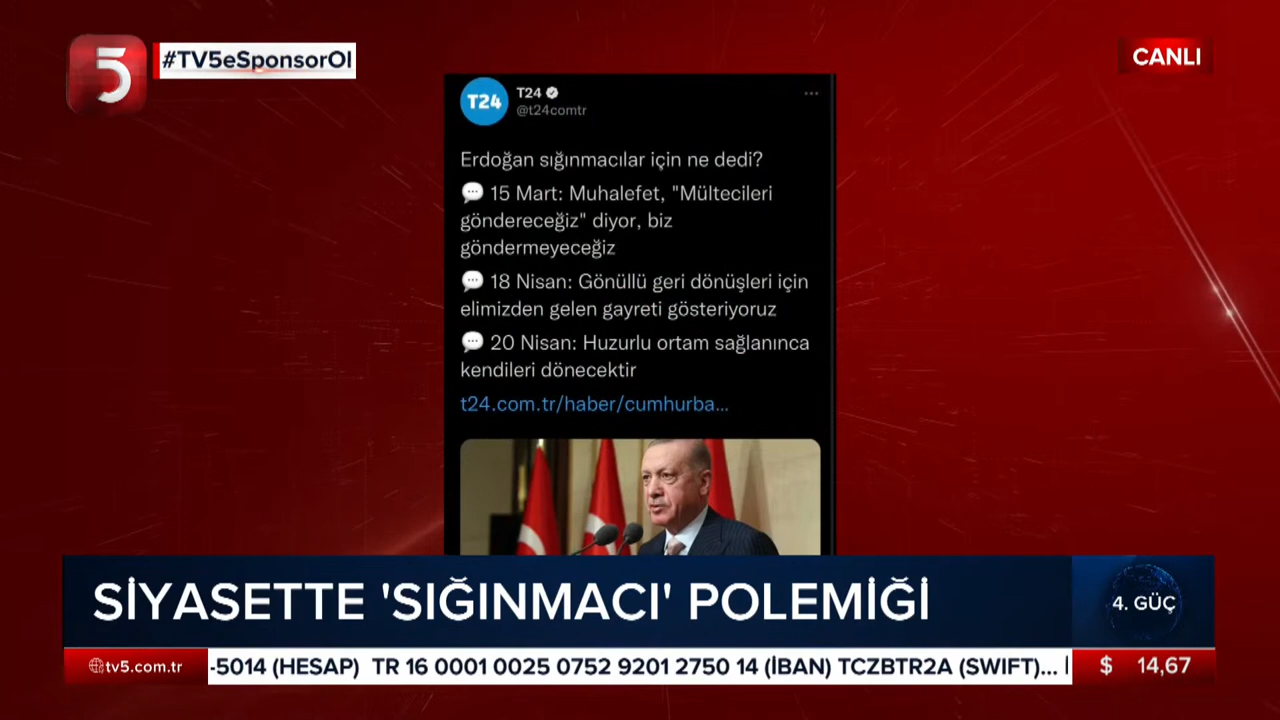 5
#TV5eSponsorOl
CANLI
T24
T24
@t24comtr
Erdoğan sığınmacılar için ne dedi?
15 Mart: Muhalefet, "Mültecileri
göndereceğiz" diyor, biz
göndermeyeceğiz
18 Nisan: Gönüllü geri dönüşleri için
elimizden gelen gayreti gösteriyoruz
20 Nisan: Huzurlu ortam sağlanınca
kendileri dönecektir
t24.com.tr/haber/cumhurba...
SİYASETTE 'SIĞINMACI' POLEMİĞİ
4. GÜÇ
tv5.com.tr
-5014 (HESAP) TR 16 0001 0025 0752 9201 2750 14 (İBAN) TCZBTR2A (SWIFT)...
$ 14,67